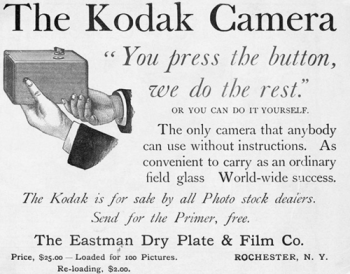 The Kodak Camera
"You press the button,
we do the rest."
OR YOU CAN DO IT YOURSELF.
The only camera that anybody
can use without instructions. As
convenient to carry as an ordinary
field glass World-wide success.
The Kodak is for sale by all Photo stock dealers.
Send for the Primer, free.
The Eastman Dry Plate & Film Co.
Price, $25.00 — Loaded for 100 Pictures. ROCHESTER, N. Y.
Re-loading, $2.00.